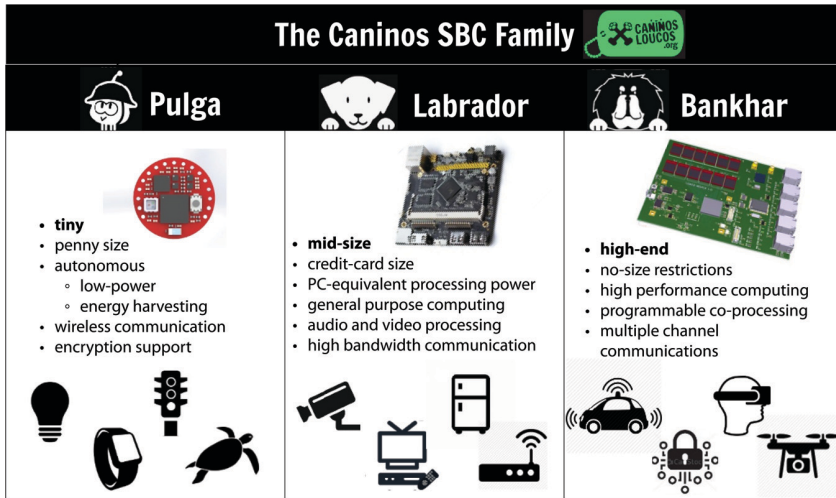 The Caninos SBC Family
CANINOS
LOUCOS
.org
Pulga
Labrador
Bankhar
• tiny
• penny size
• autonomous
◦ low-power
◦ energy harvesting
• wireless communication
• encryption support
• mid-size
• credit-card size
• PC-equivalent processing power
• general purpose computing
• audio and video processing
• high bandwidth communication
• high-end
• no-size restrictions
• high performance computing
• programmable co-processing
• multiple channel
communications